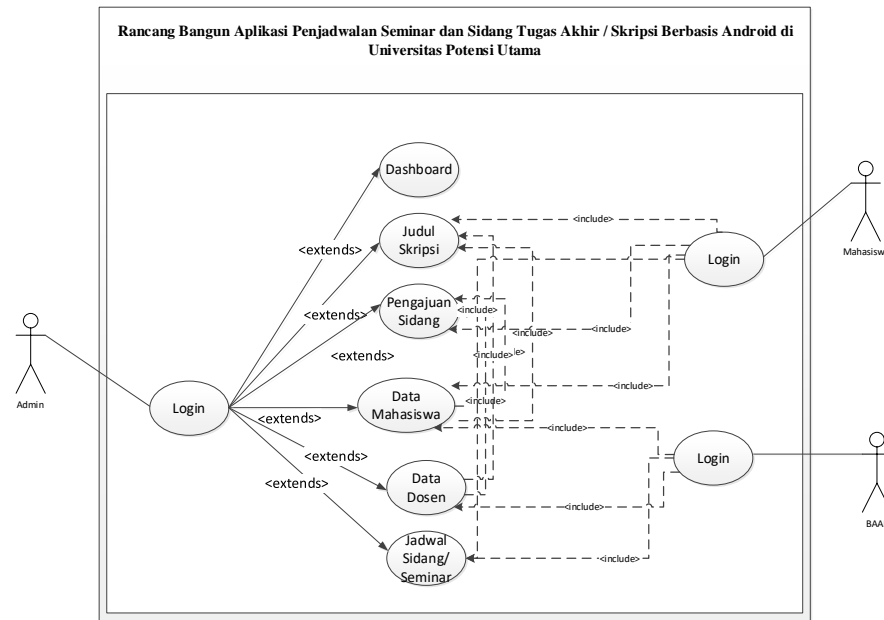 Rancang Bangun Aplikasi Penjadwalan Seminar dan Sidang Tugas Akhir / Skripsi Berbasis Android di
Universitas Potensi Utama
Dashboard
<include>
Judul
Skripsi
<extends>
Login
Mahasisw
Pengajuan
Sidang
<include>
<extends>
<include>
<include>
<extends>
<include>
Admin
Login
Data
Mahasiswa
<include>
<include>
<extends>
<include>
<extends>
Data
Dosen
Login
<extends>
<include>
BAA
Jadwal
Sidang/
Seminar
<include>